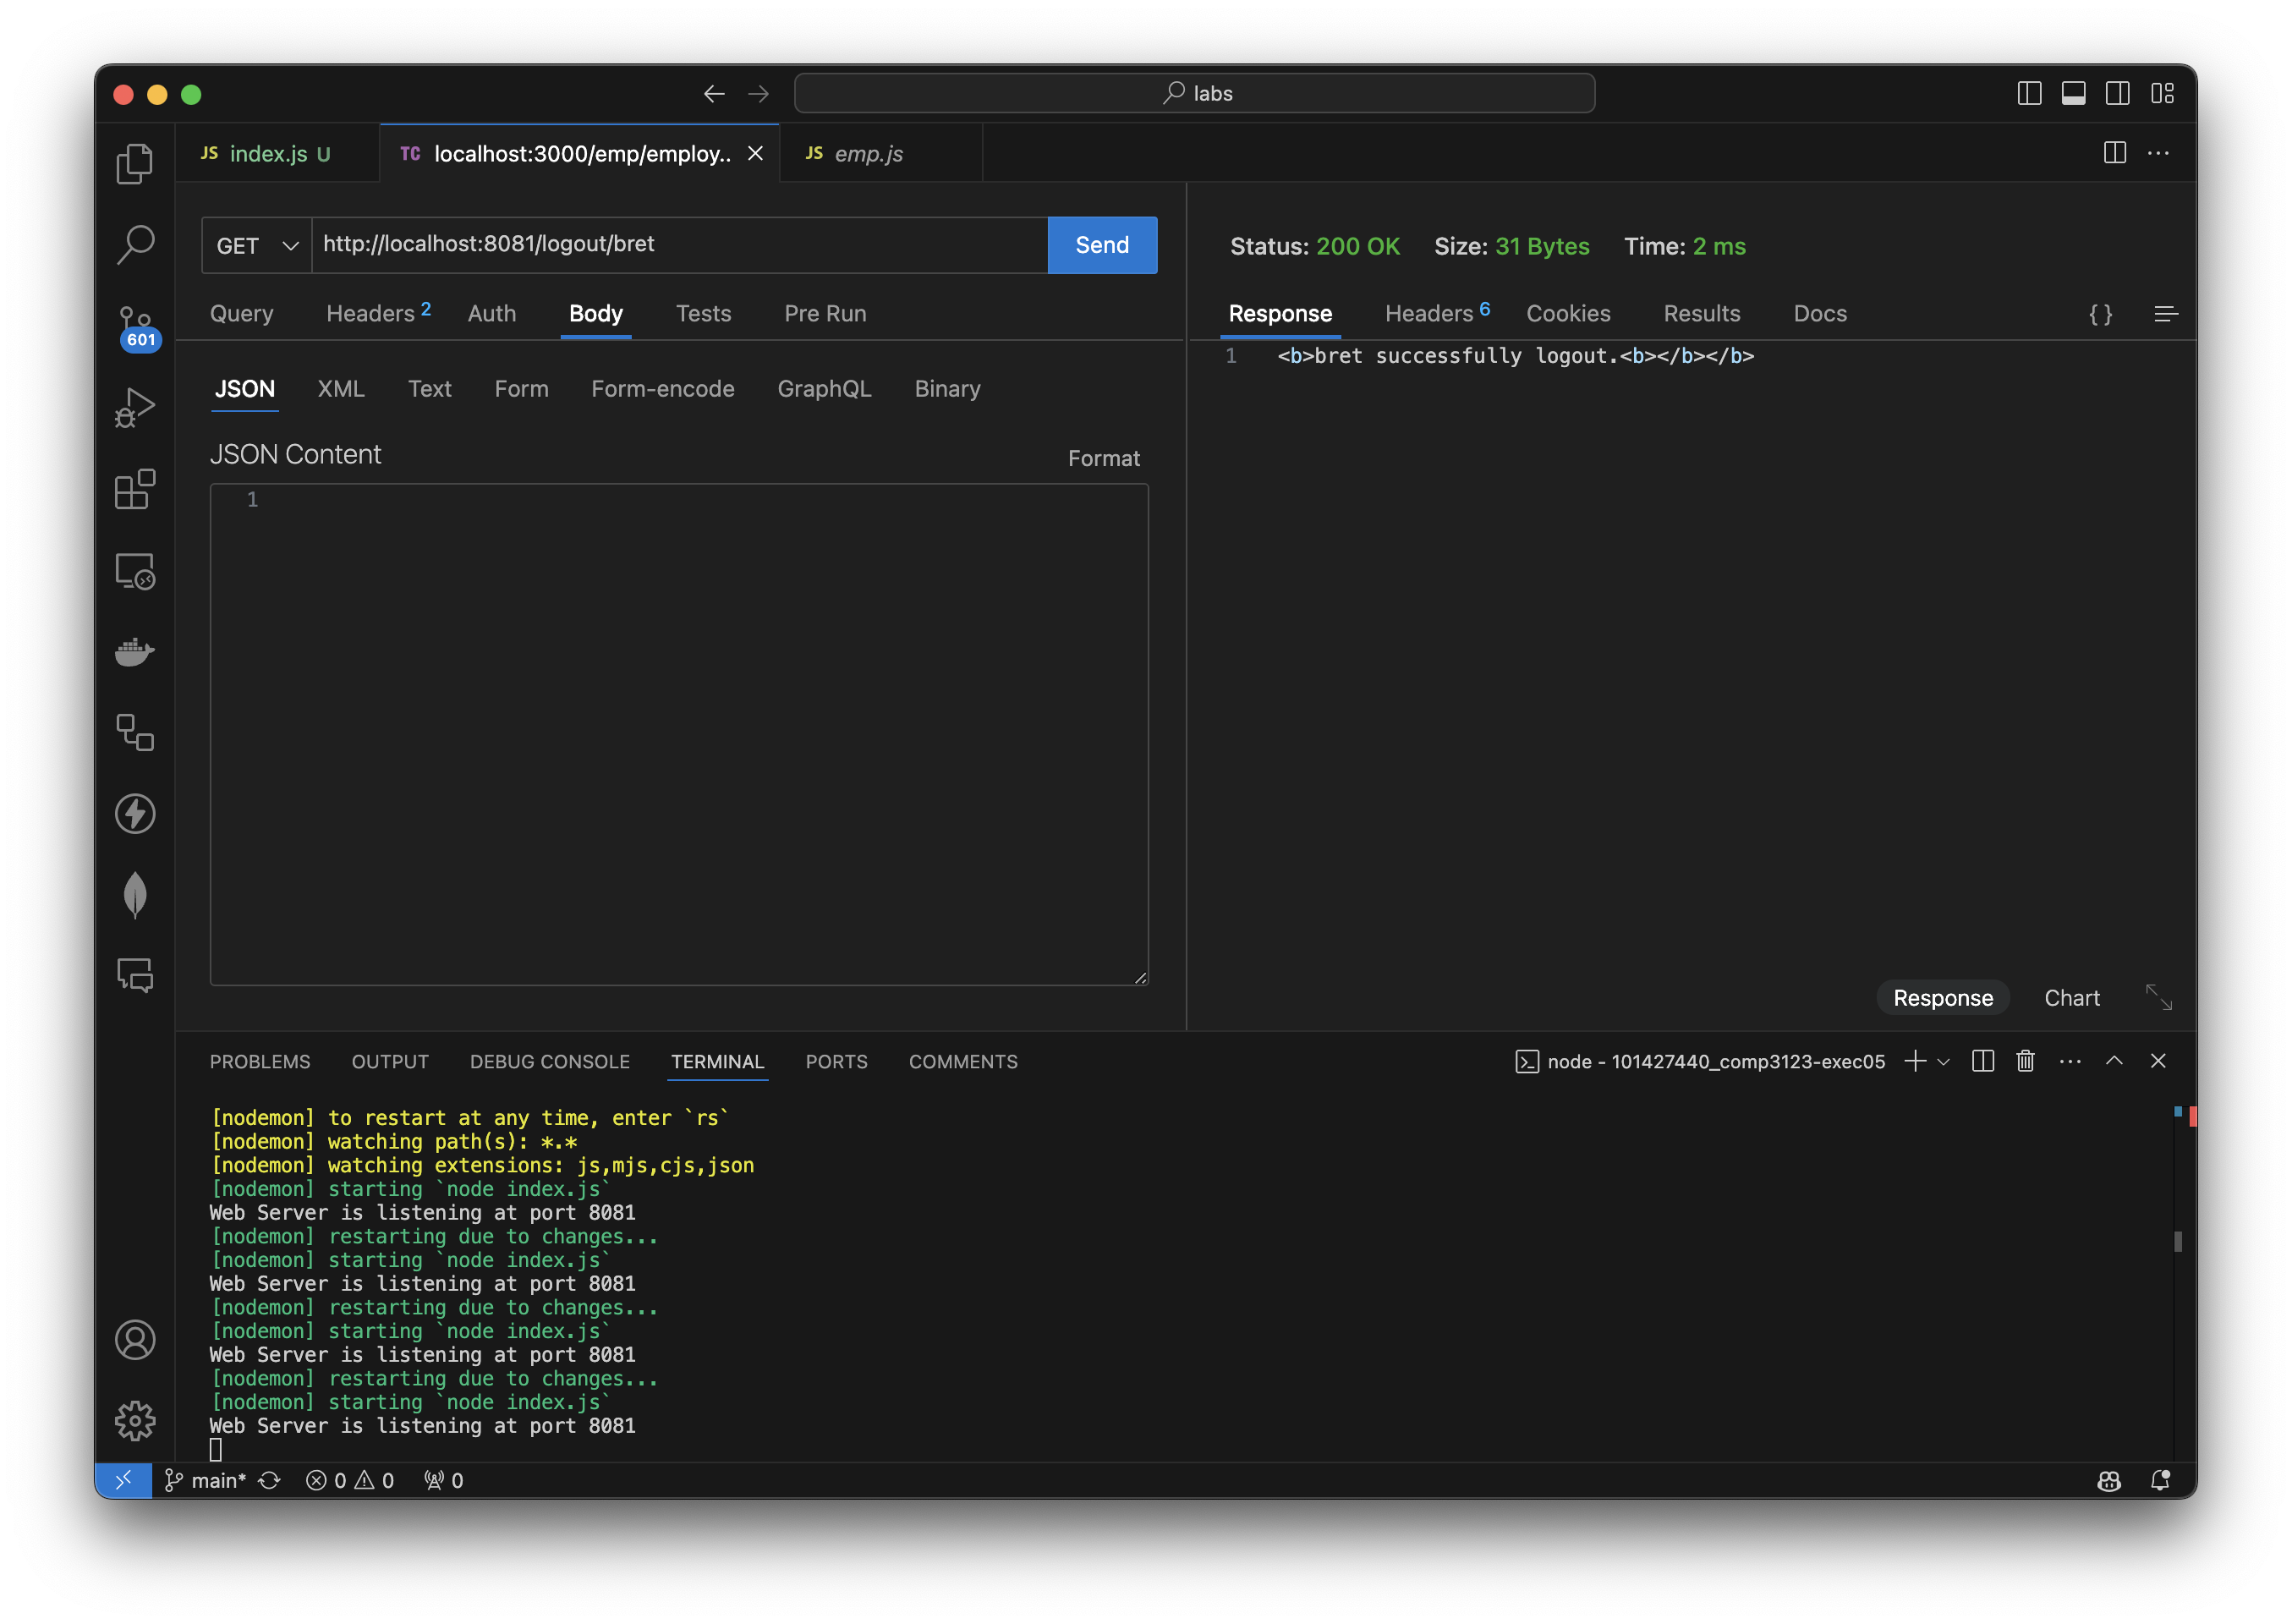 labs
JS index.js U
TC localhost:3000/emp/employ..
JS emp.js
GET http://localhost:8081/logout/bret Send
Query Headers 2 Auth Body Tests Pre Run
JSON XML Text Form Form-encode GraphQL Binary
JSON Content Format
1
Status: 200 OK Size: 31 Bytes Time: 2 ms
Response Headers 6 Cookies Results Docs { }
1 <b>bret successfully logout.<b></b></b>
Response Chart
601
PROBLEMS OUTPUT DEBUG CONSOLE TERMINAL PORTS COMMENTS
node - 101427440_comp3123-exec05
[nodemon] to restart at any time, enter `rs`
[nodemon] watching path(s): *.*
[nodemon] watching extensions: js,mjs,cjs,json
[nodemon] starting `node index.js`
Web Server is listening at port 8081
[nodemon] restarting due to changes...
[nodemon] starting `node index.js`
Web Server is listening at port 8081
[nodemon] restarting due to changes...
[nodemon] starting `node index.js`
Web Server is listening at port 8081
[nodemon] restarting due to changes...
[nodemon] starting `node index.js`
Web Server is listening at port 8081
main* 0 0 0